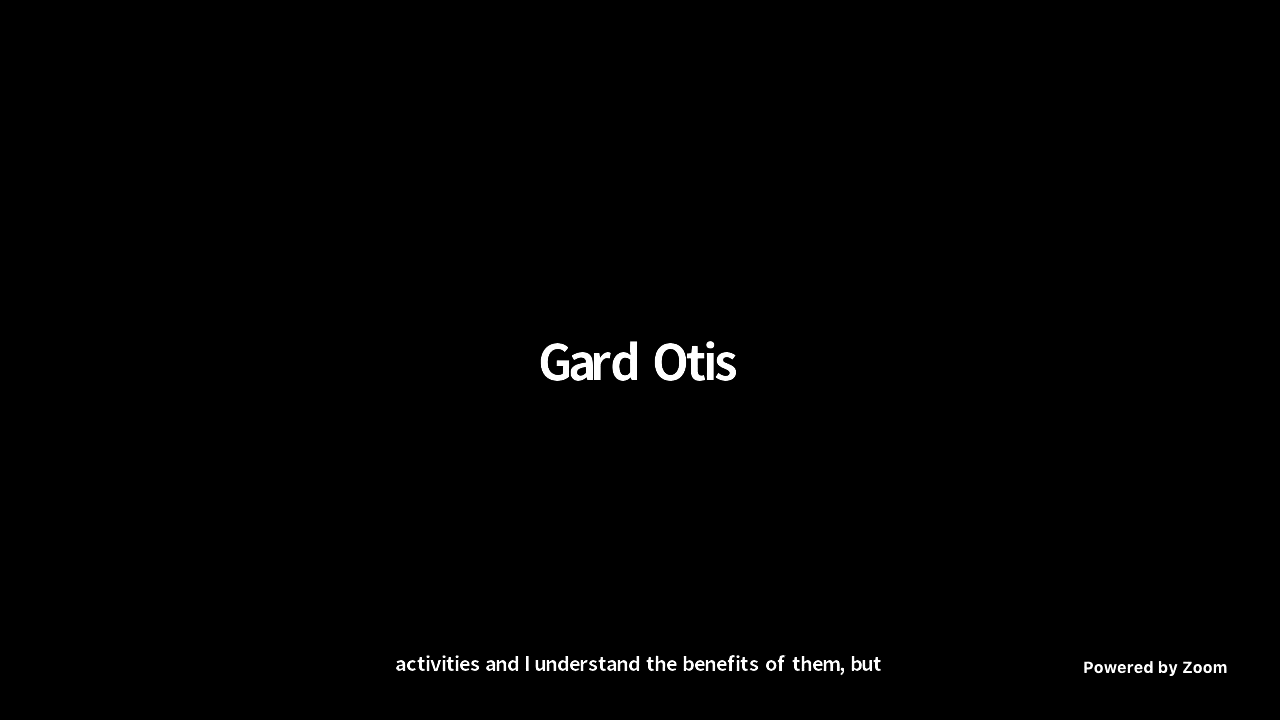 Gard Otis
activities and I understand the benefits of them, but
Powered by Zoom